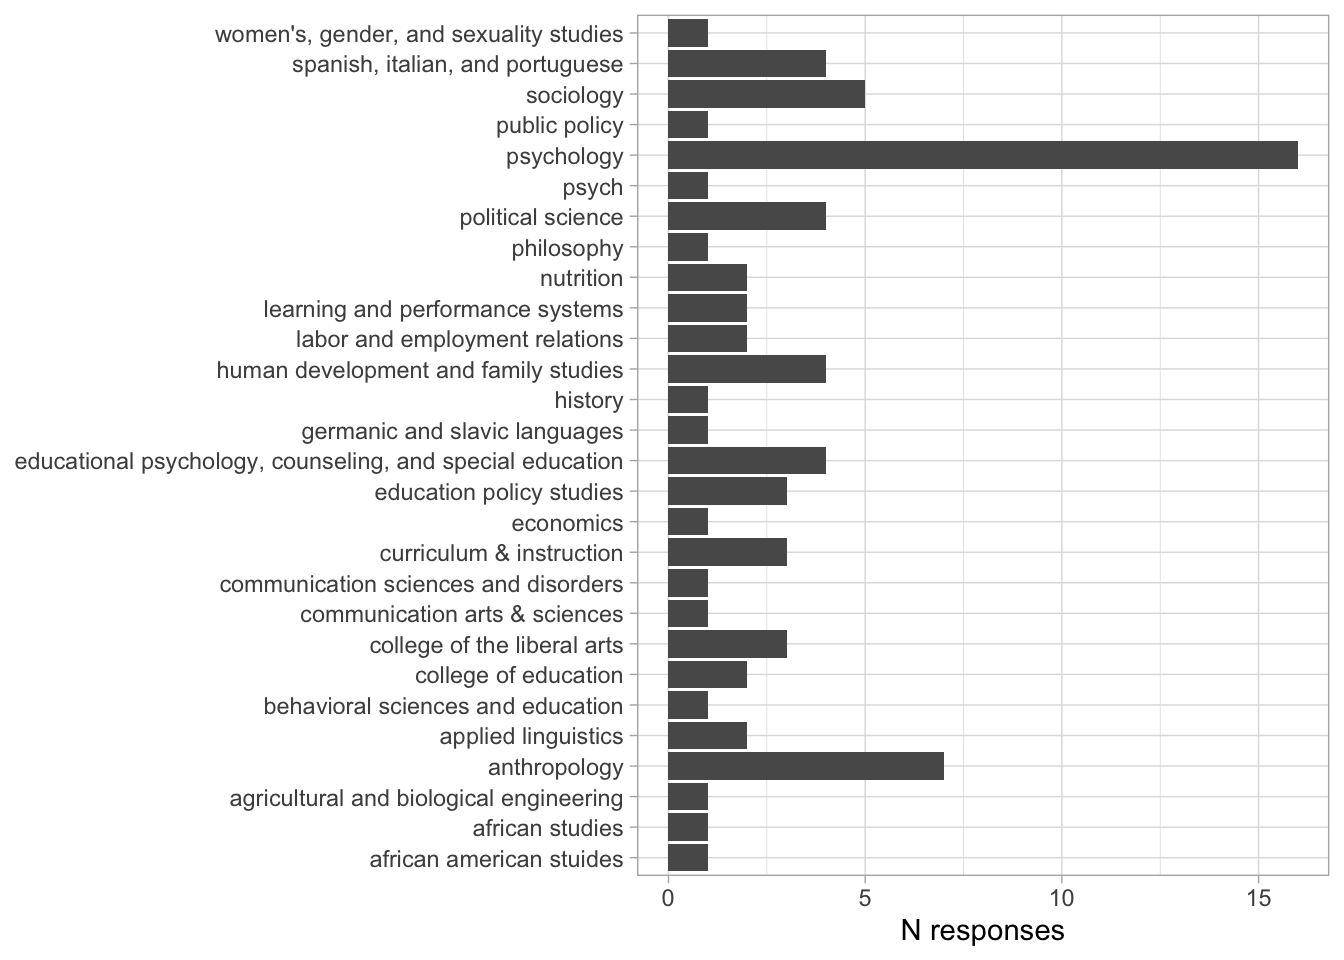 women's, gender, and sexuality studies
spanish, italian, and portuguese
sociology
public policy
psychology
psych
political science
philosophy
nutrition
learning and performance systems
labor and employment relations
human development and family studies
history
germanic and slavic languages
educational psychology, counseling, and special education
education policy studies
economics
curriculum & instruction
communication sciences and disorders
communication arts & sciences
college of the liberal arts
college of education
behavioral sciences and education
applied linguistics
anthropology
agricultural and biological engineering
african studies
african american stuides
0 5 10 15
N responses